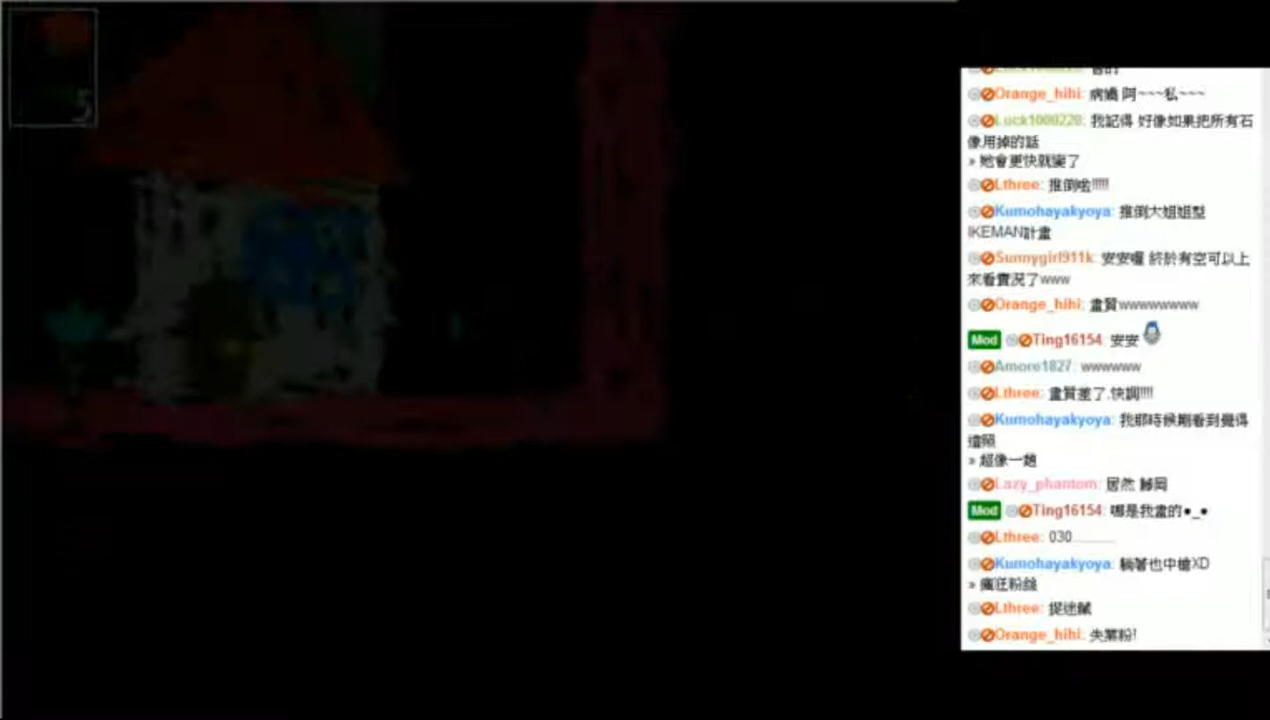 5
Orange_hihi: 病嬌 阿~~~私~~~
Luck1000220: 我記得 好像如果把所有石
像用掉的話
» 她會更快就變了
Lthree: 推倒啦!!!!!
Kumohayakyoya: 推倒大姐姐型
IKEMAN計畫
Sunnygirl911k: 安安喔 終於有空可以上
來看實況了www
Orange_hihi: 畫質wwwwwwww
Mod Ting16154: 安安
Amore1827: wwwwww
Lthree: 畫質差了,快調!!!!
Kumohayakyoya: 我那時候剛看到覺得
這照
» 超像一趟
Lazy_phantom: 居然 歸岡
Mod Ting16154: 哪是我畫的●_●
Lthree: 030..........
Kumohayakyoya: 躺著也中槍XD
» 瘋狂粉絲
Lthree: 捉迷藏
Orange_hihi: 失業粉!